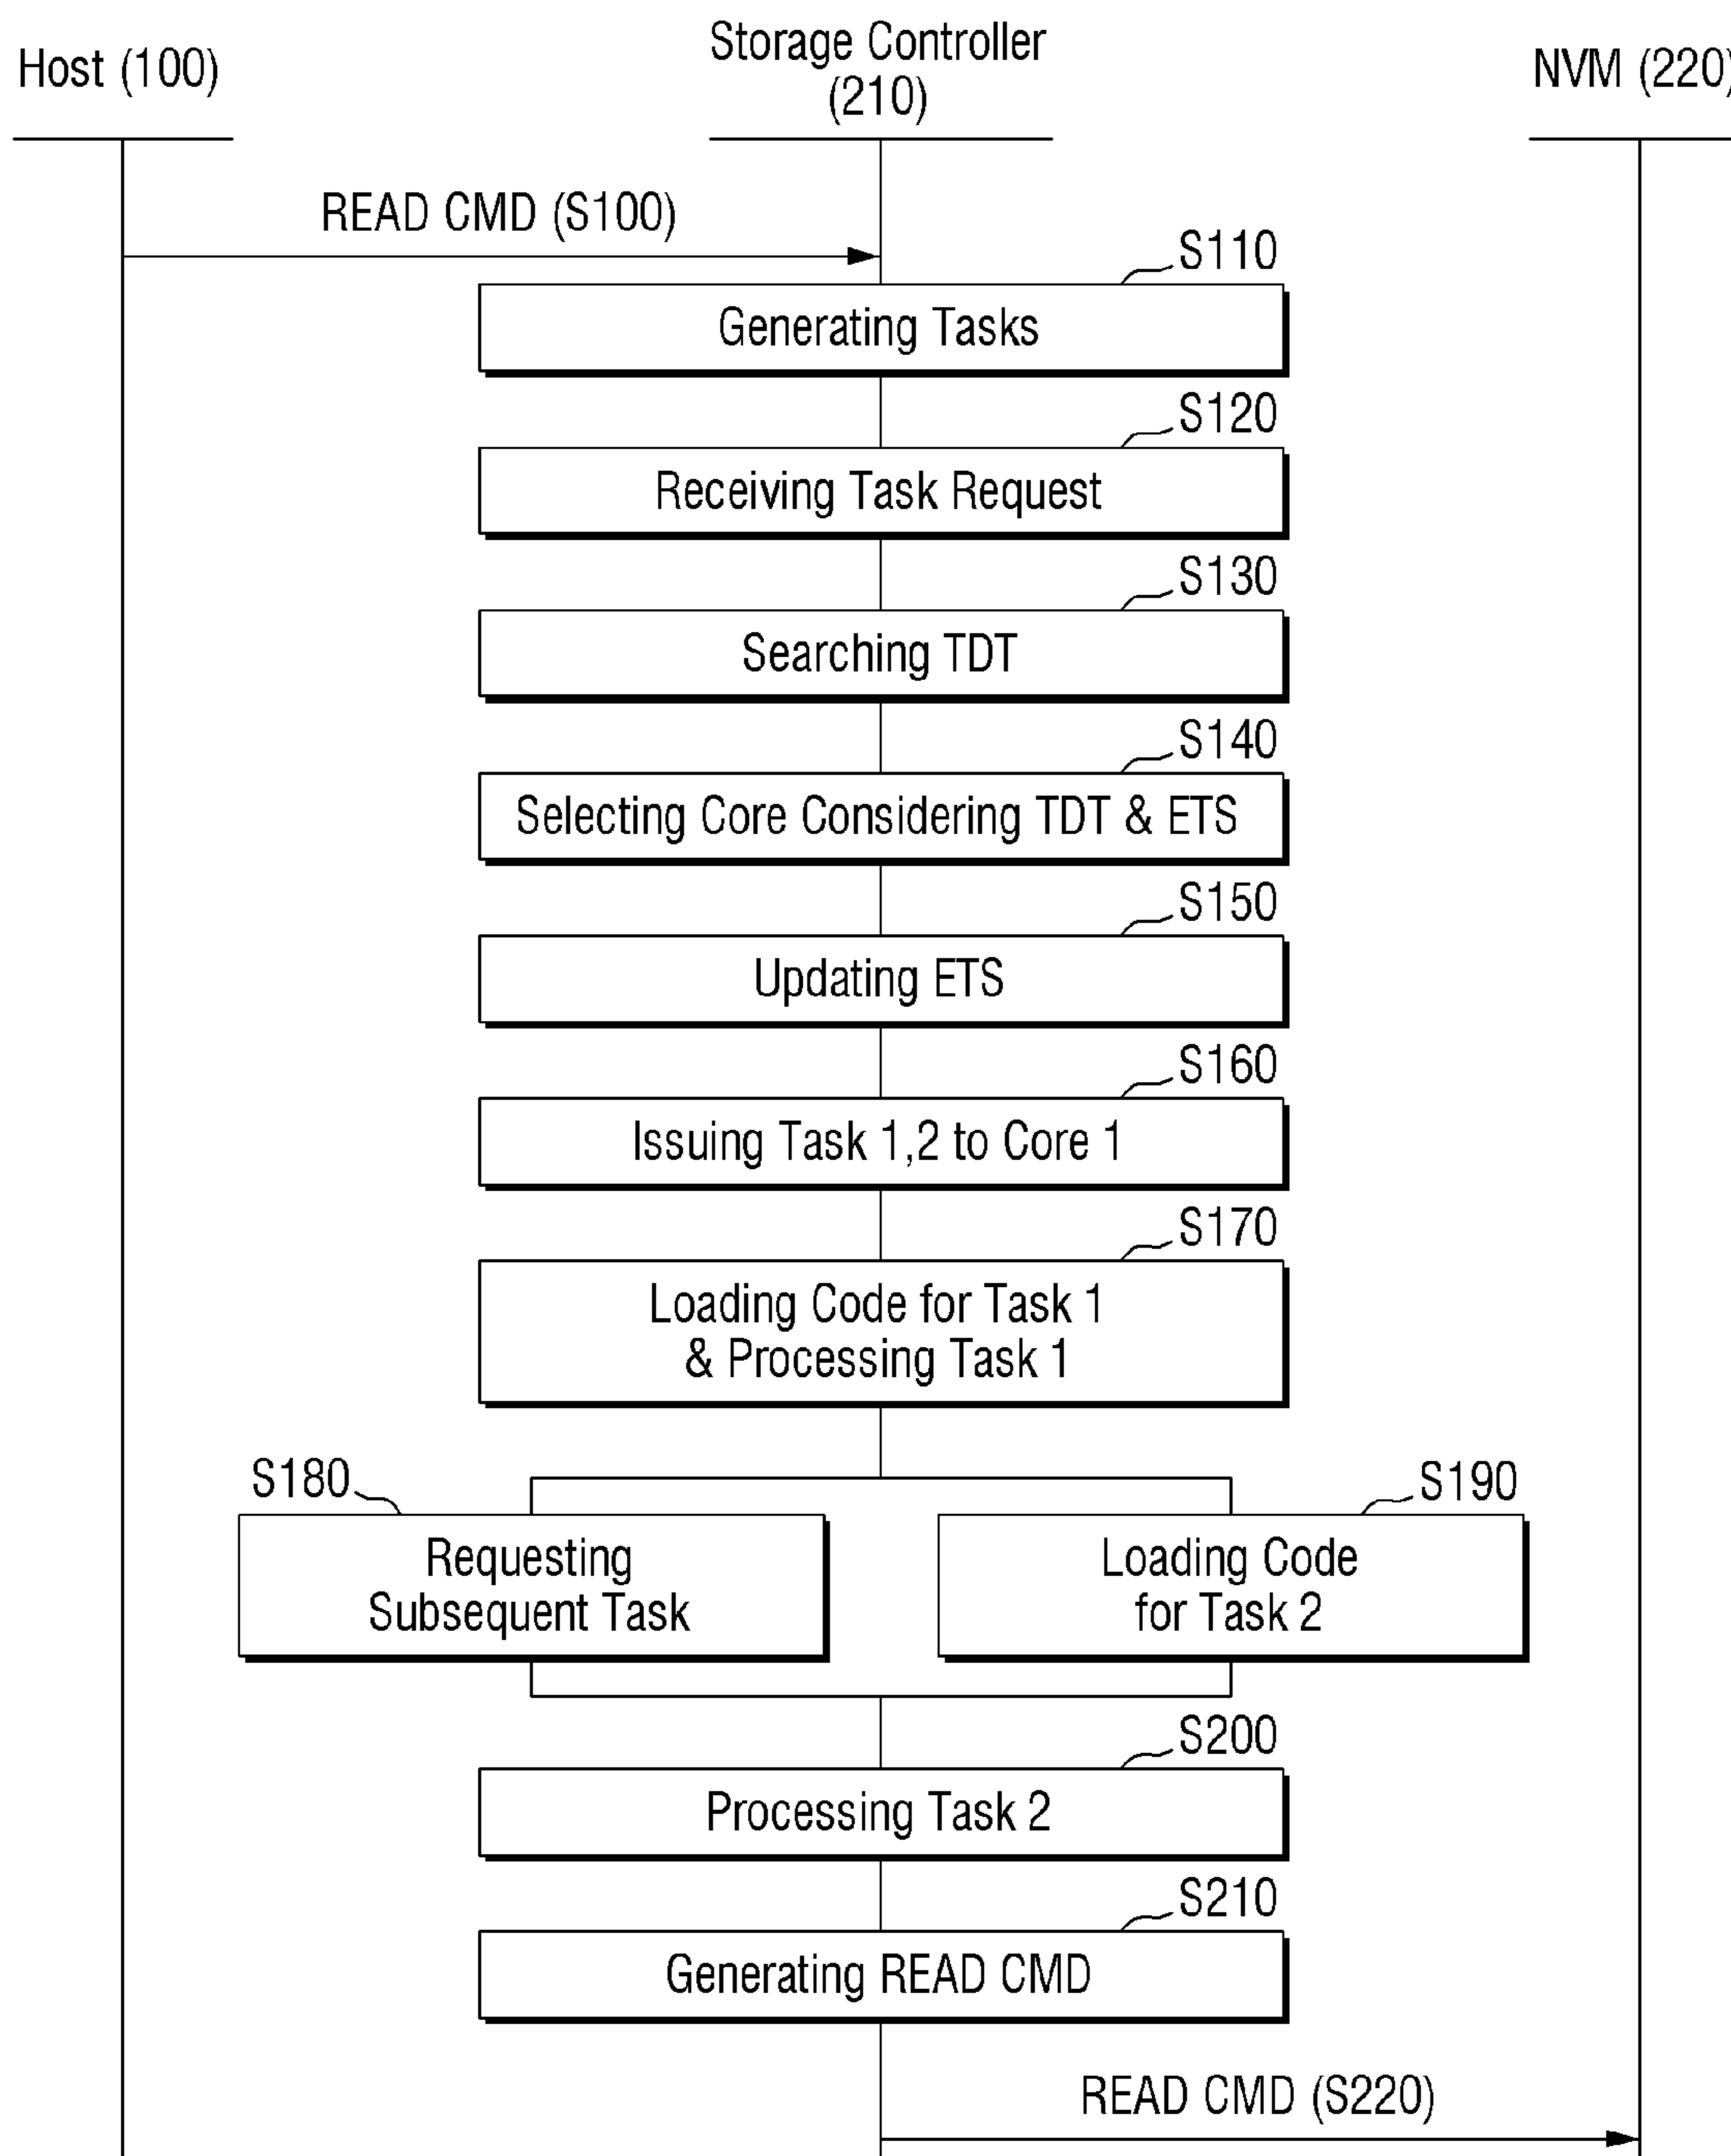 Host (100)
Storage Controller
(210)
NVM (220)
READ CMD (S100)
S110
Generating Tasks
S120
Receiving Task Request
S130
Searching TDT
S140
Selecting Core Considering TDT & ETS
S150
Updating ETS
S160
Issuing Task 1,2 to Core 1
S170
Loading Code for Task 1
& Processing Task 1
S180
Requesting
Subsequent Task
S190
Loading Code
for Task 2
S200
Processing Task 2
S210
Generating READ CMD
READ CMD (S220)